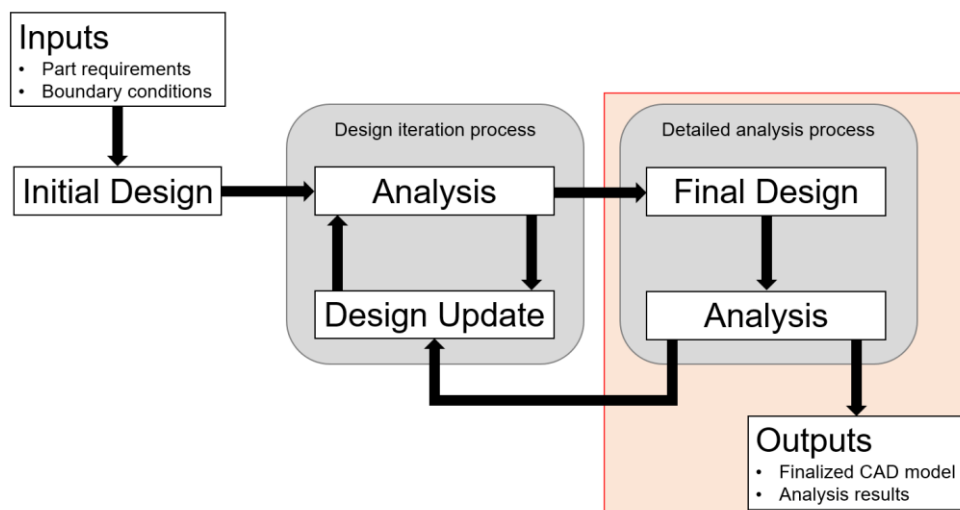 Inputs
• Part requirements
• Boundary conditions
Initial Design
Design iteration process
Analysis
Design Update
Detailed analysis process
Final Design
Analysis
Outputs
• Finalized CAD model
• Analysis results